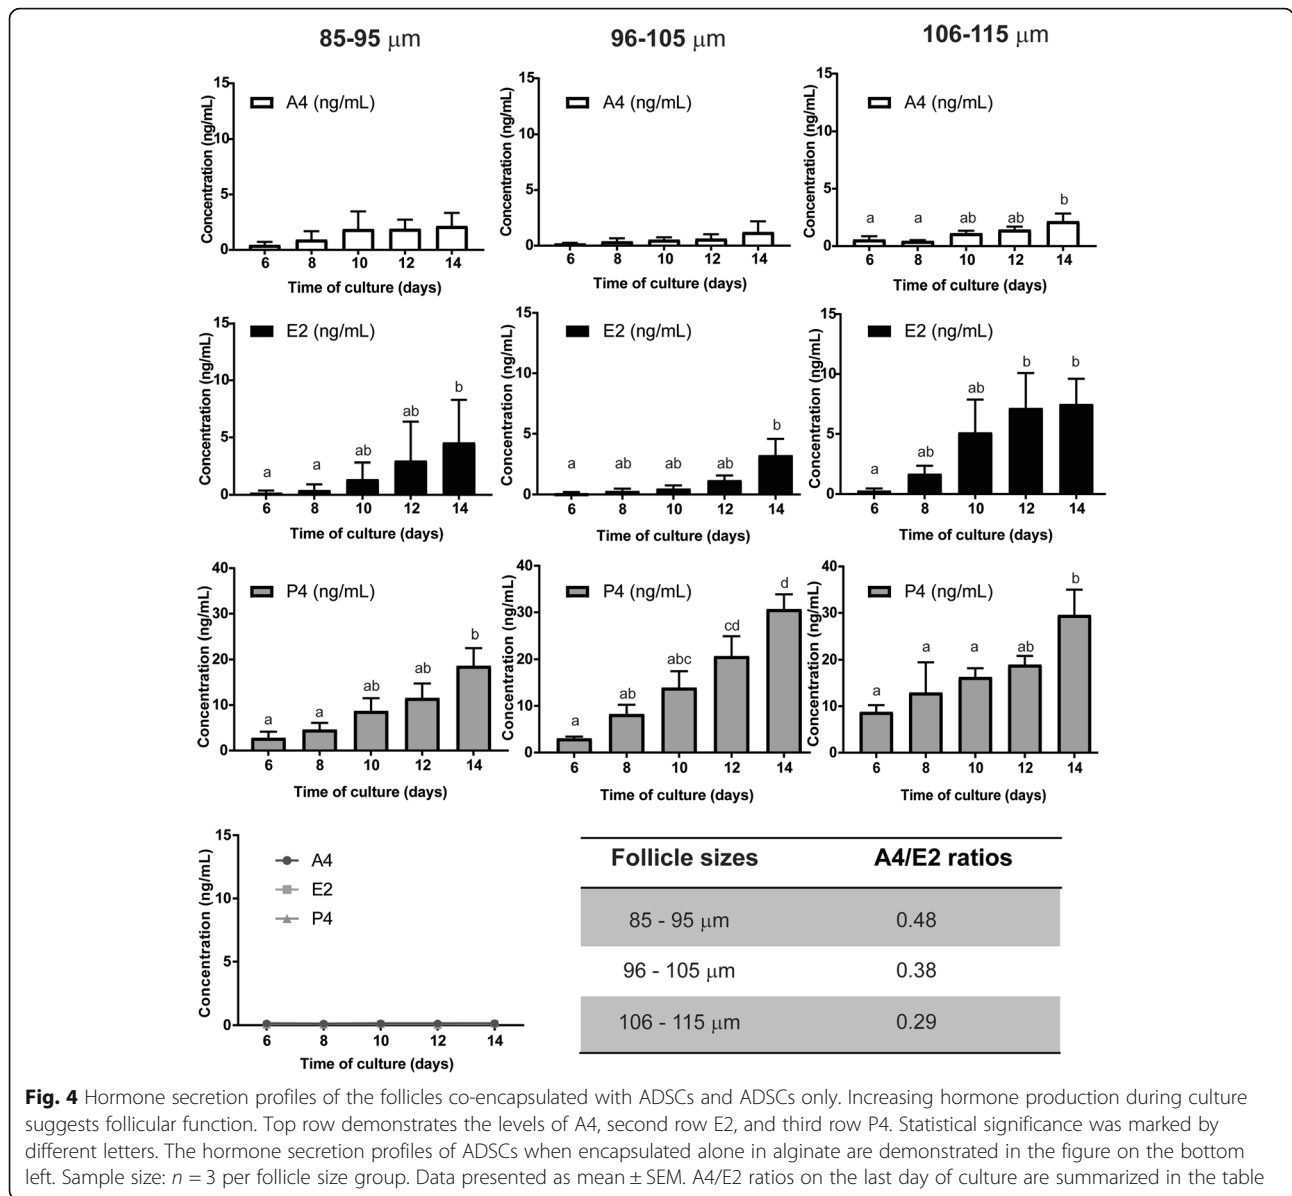 85-95 μm
96-105 μm
106-115 μm
Concentration (ng/mL)
15
10
5
0
A4 (ng/mL)
6 8 10 12 14
Time of culture (days)
Concentration (ng/mL)
15
10
5
0
A4 (ng/mL)
6 8 10 12 14
Time of culture (days)
Concentration (ng/mL)
15
10
5
0
A4 (ng/mL)
a a ab ab b
6 8 10 12 14
Time of culture (days)
Concentration (ng/mL)
15
10
5
0
E2 (ng/mL)
a a ab ab b
6 8 10 12 14
Time of culture (days)
Concentration (ng/mL)
15
10
5
0
E2 (ng/mL)
a ab ab ab b
6 8 10 12 14
Time of culture (days)
Concentration (ng/mL)
15
10
5
0
E2 (ng/mL)
a ab ab b b
6 8 10 12 14
Time of culture (days)
Concentration (ng/mL)
40
30
20
10
0
P4 (ng/mL)
a a ab ab b
6 8 10 12 14
Time of culture (days)
Concentration (ng/mL)
40
30
20
10
0
P4 (ng/mL)
a ab abc cd d
6 8 10 12 14
Time of culture (days)
Concentration (ng/mL)
40
30
20
10
0
P4 (ng/mL)
a a a ab b
6 8 10 12 14
Time of culture (days)
Concentration (ng/mL)
15
10
5
0
A4
E2
P4
6 8 10 12 14
Time of culture (days)
Follicle sizes A4/E2 ratios
85 - 95 μm 0.48
96 - 105 μm 0.38
106 - 115 μm 0.29
Fig. 4 Hormone secretion profiles of the follicles co-encapsulated with ADSCs and ADSCs only. Increasing hormone production during culture
suggests follicular function. Top row demonstrates the levels of A4, second row E2, and third row P4. Statistical significance was marked by
different letters. The hormone secretion profiles of ADSCs when encapsulated alone in alginate are demonstrated in the figure on the bottom
left. Sample size: n = 3 per follicle size group. Data presented as mean ± SEM. A4/E2 ratios on the last day of culture are summarized in the table